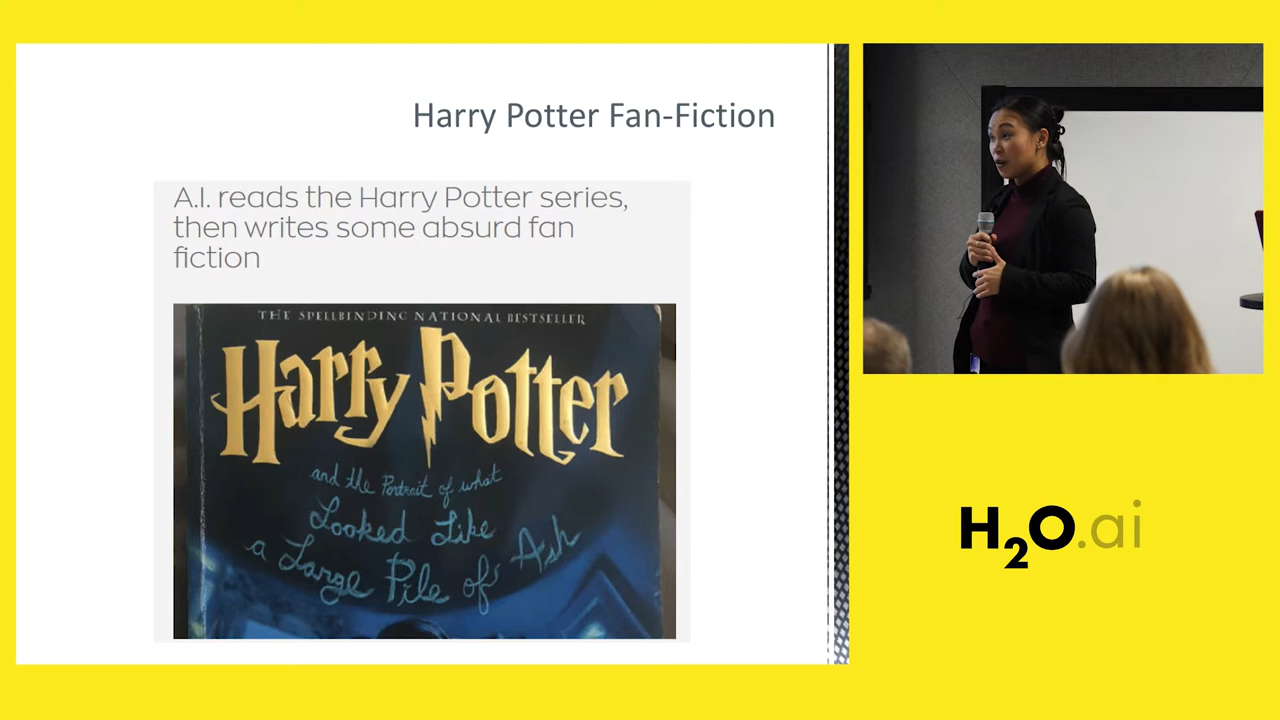 Harry Potter Fan-Fiction
A.I. reads the Harry Potter series,
then writes some absurd fan
fiction
THE SPELLBINDING NATIONAL BESTSELLER
Harry Potter
and the Portrait of what
Looked Like
a Large Pile of Ash
H2O.ai